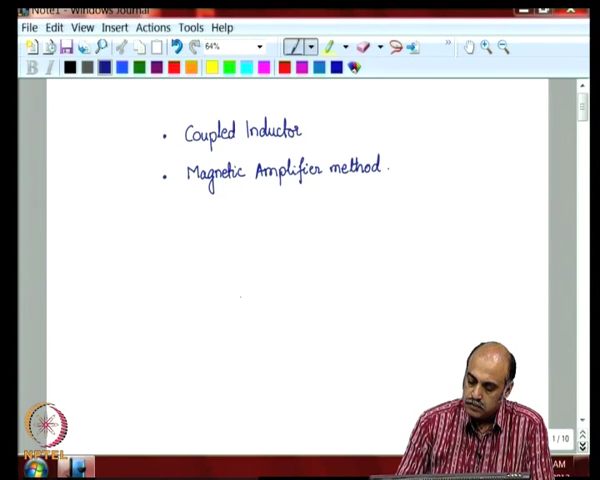 Note1 - Windows Journal
File Edit View Insert Actions Tools Help
64%
B I
• Coupled Inductor
• Magnetic Amplifier method.
1 / 10
NPTEL
AM